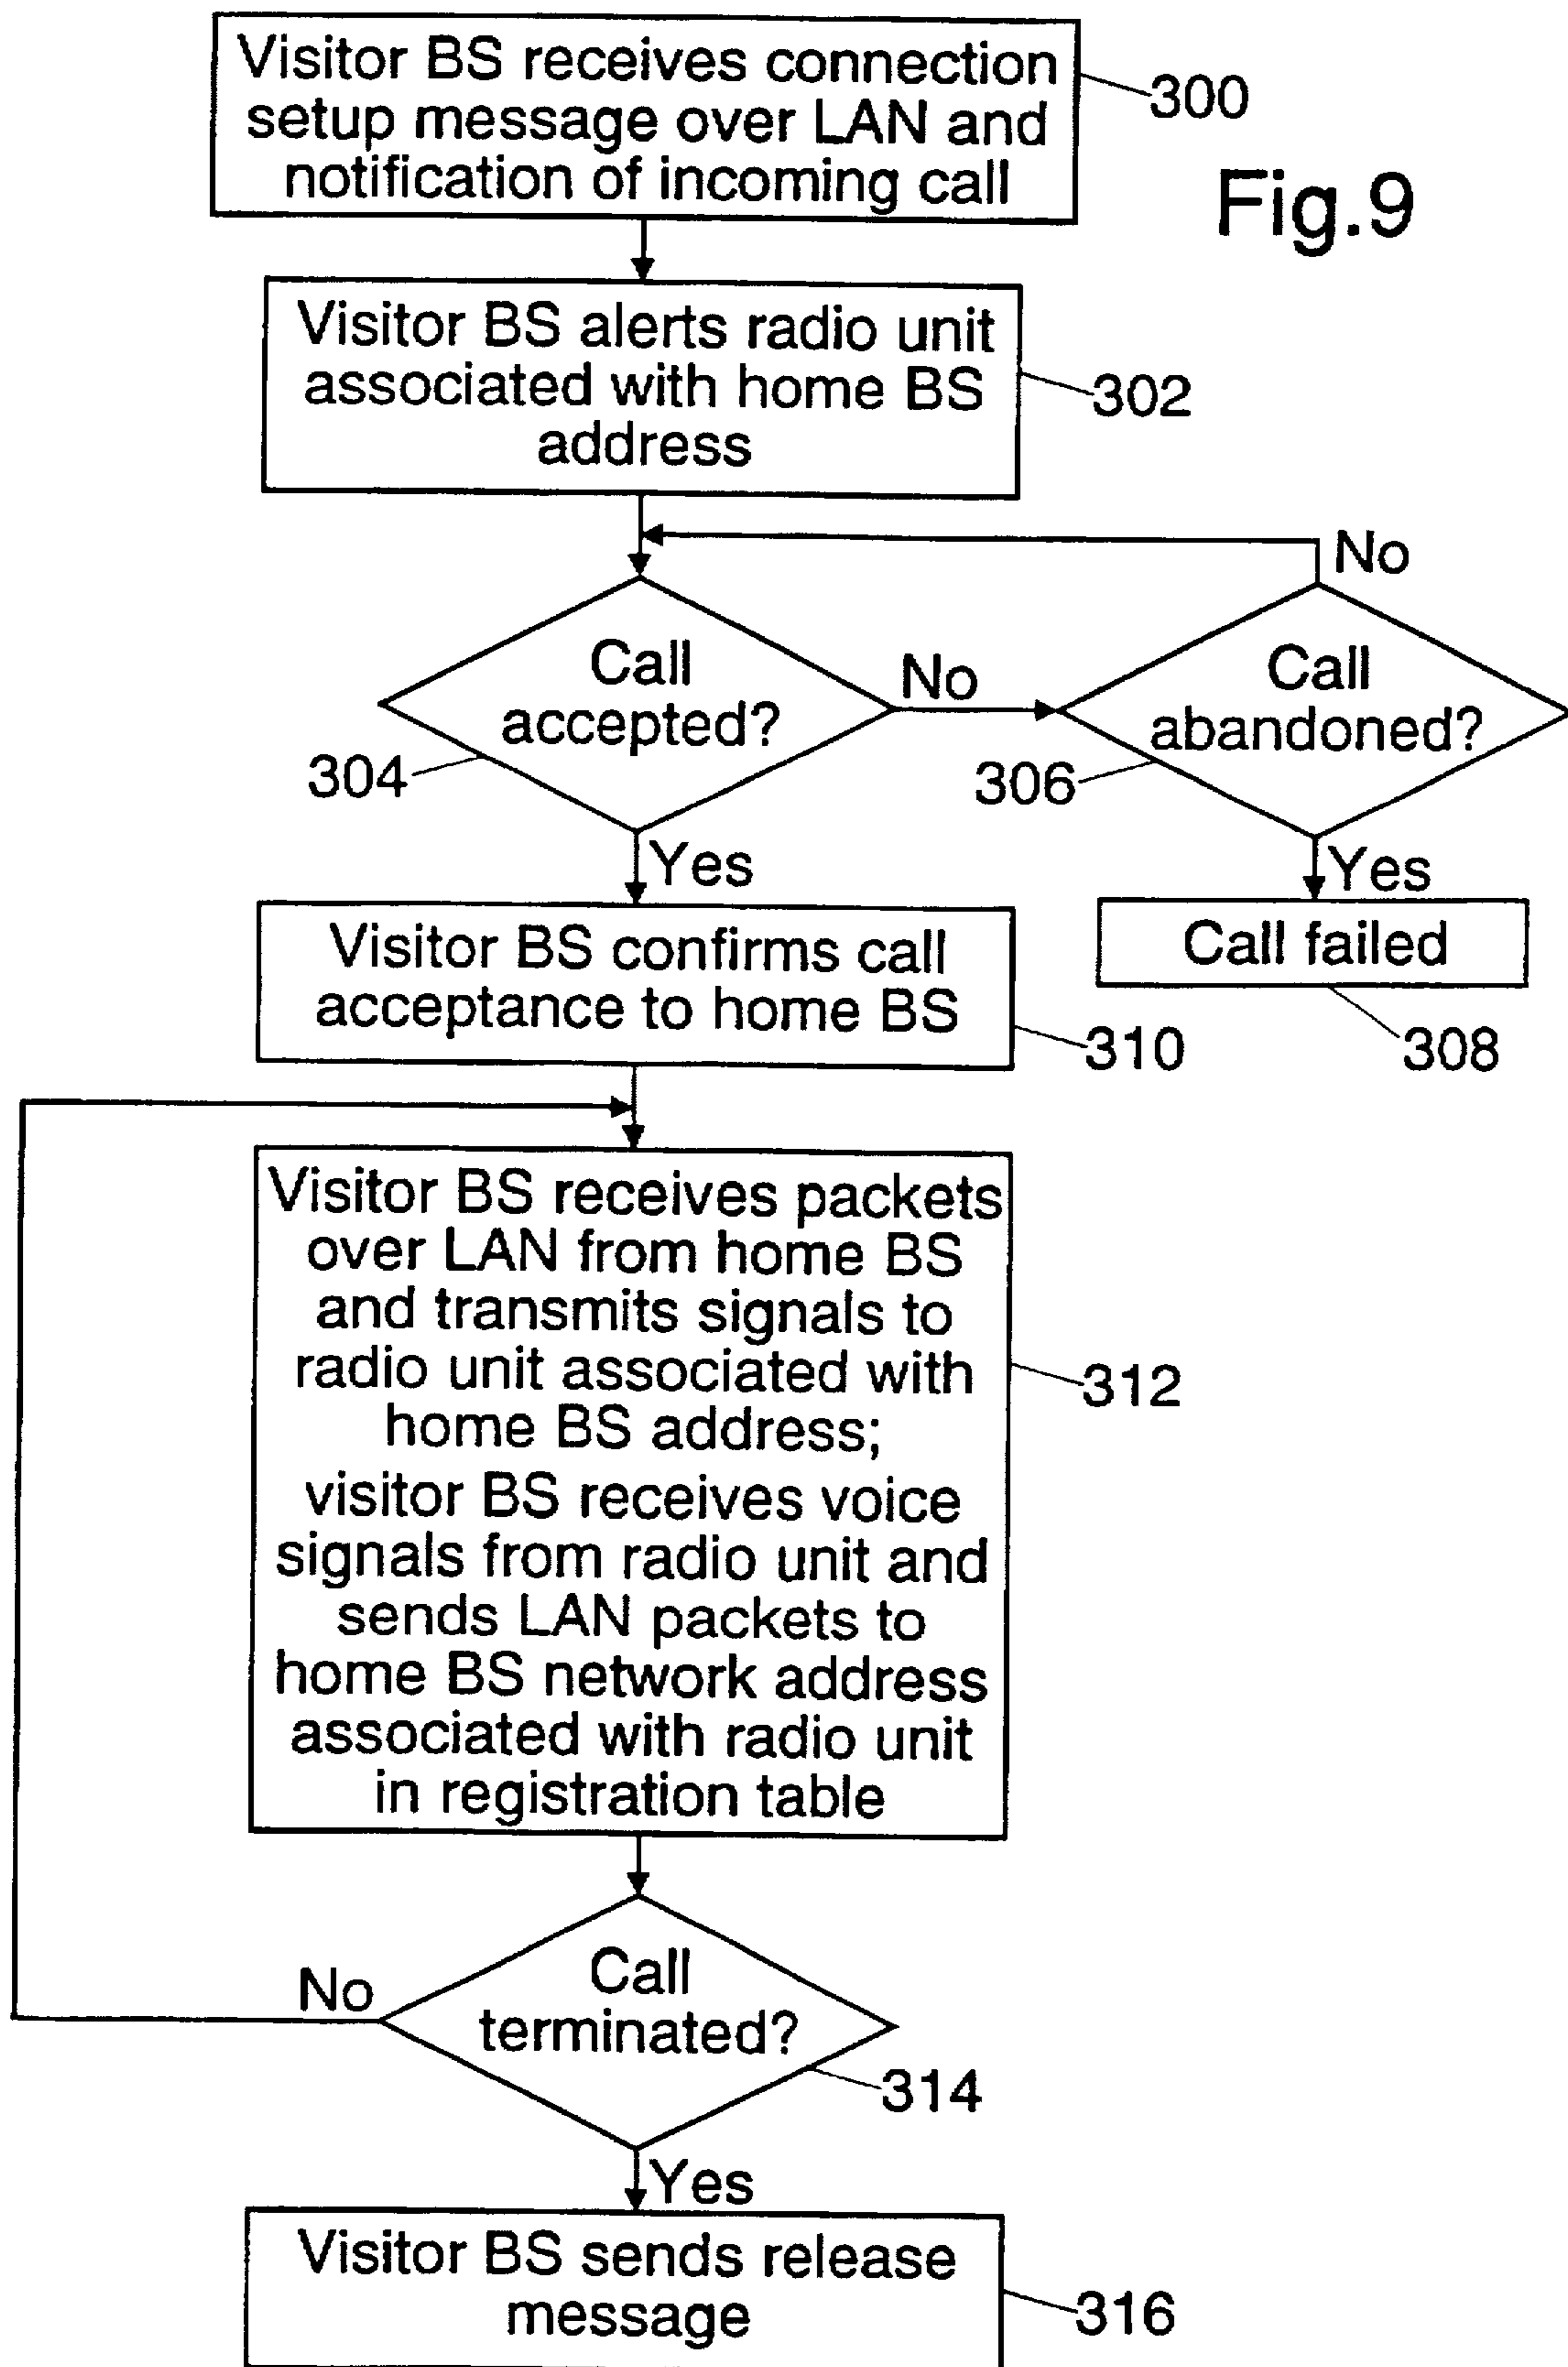 Visitor BS receives connection
setup message over LAN and
notification of incoming call
300
Fig.9
Visitor BS alerts radio unit
associated with home BS
address
302
No
Call
accepted?
304
No
Call
abandoned?
306
Yes
Yes
Call failed
308
Visitor BS confirms call
acceptance to home BS
310
Visitor BS receives packets
over LAN from home BS
and transmits signals to
radio unit associated with
home BS address;
visitor BS receives voice
signals from radio unit and
sends LAN packets to
home BS network address
associated with radio unit
in registration table
312
No
Call
terminated?
314
Yes
Visitor BS sends release
message
316